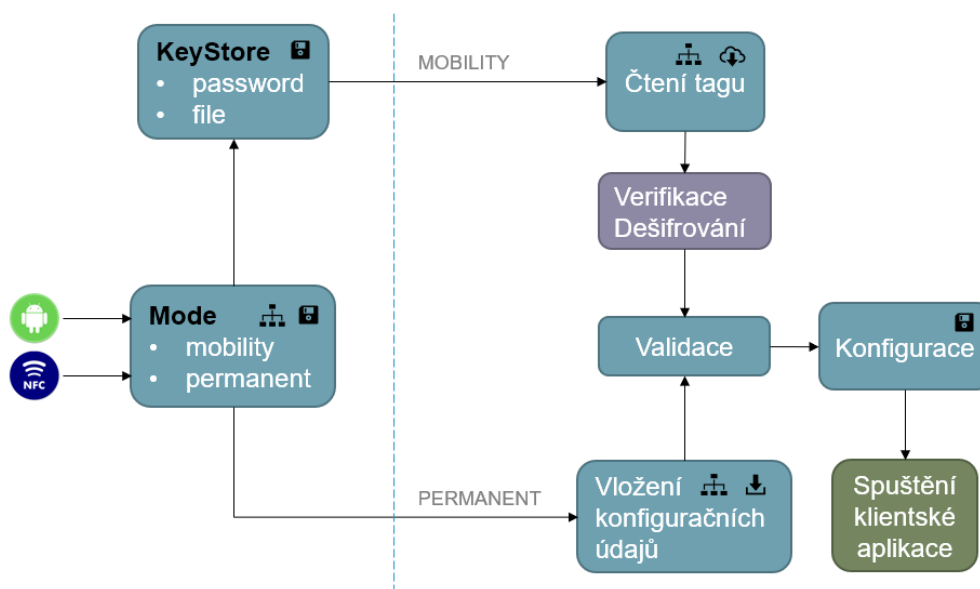 KeyStore
• password
• file
MOBILITY
Čtení tagu
Verifikace
Dešifrování
Mode
• mobility
• permanent
NFC
Validace
Konfigurace
PERMANENT
Vložení
konfiguračních
údajů
Spuštění
klientské
aplikace